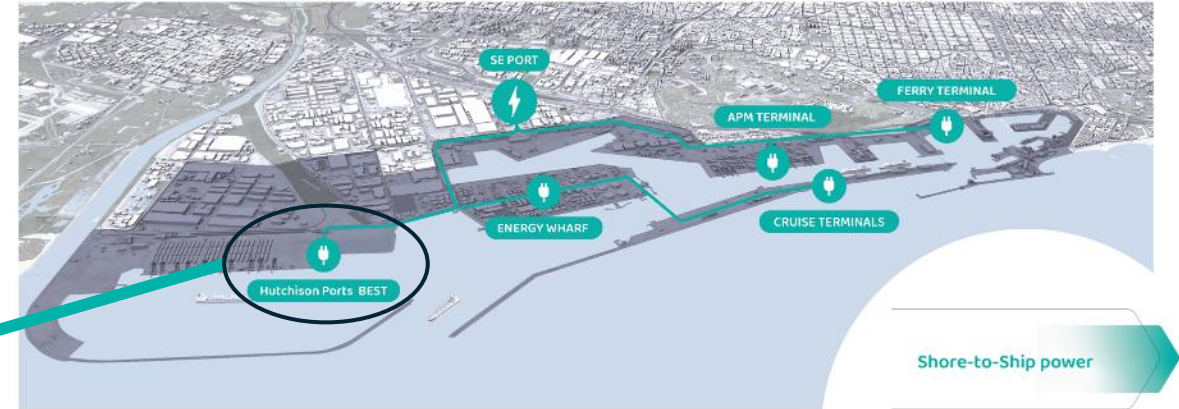 SE PORT
FERRY TERMINAL
APM TERMINAL
ENERGY WHARF
CRUISE TERMINALS
Hutchison Ports BEST
Shore-to-Ship power